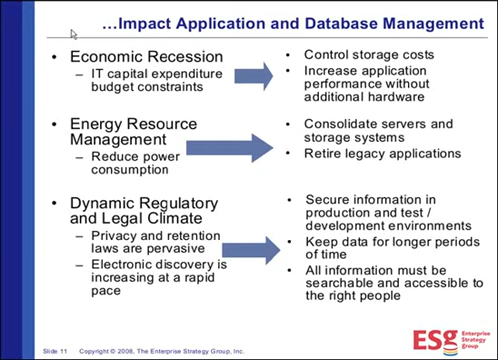 ...Impact Application and Database Management
• Economic Recession
– IT capital expenditure
budget constraints
• Control storage costs
• Increase application
performance without
additional hardware
• Energy Resource
Management
– Reduce power
consumption
• Consolidate servers and
storage systems
• Retire legacy applications
• Dynamic Regulatory
and Legal Climate
– Privacy and retention
laws are pervasive
– Electronic discovery is
increasing at a rapid
pace
• Secure information in
production and test /
development environments
• Keep data for longer periods
of time
• All information must be
searchable and accessible to
the right people
Slide 11 Copyright © 2008, The Enterprise Strategy Group, Inc.
ESG Enterprise
Strategy
Group